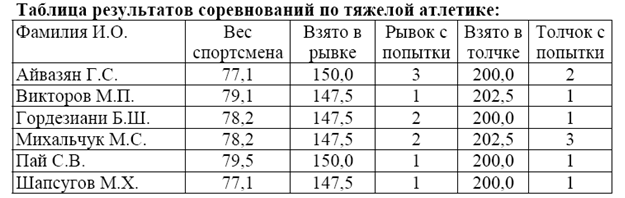 Таблица результатов соревнований по тяжелой атлетике:
Фамилия И.О. Вес спортсмена Взято в рывке Рывок с попытки Взято в толчке Толчок с попытки
Айвазян Г.С. 77,1 150,0 3 200,0 2
Викторов М.П. 79,1 147,5 1 202,5 1
Гордезиани Б.Ш. 78,2 147,5 2 200,0 1
Михальчук М.С. 78,2 147,5 2 202,5 3
Пай С.В. 79,5 150,0 1 200,0 1
Шапсугов М.Х. 77,1 147,5 1 200,0 1